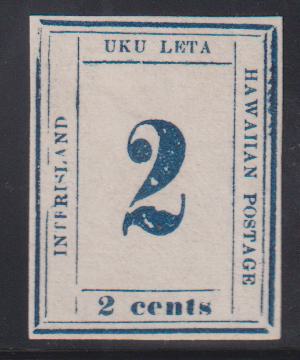 UKU LETA
INTERISLAND
HAWAIIAN POSTAGE
2
2 cents